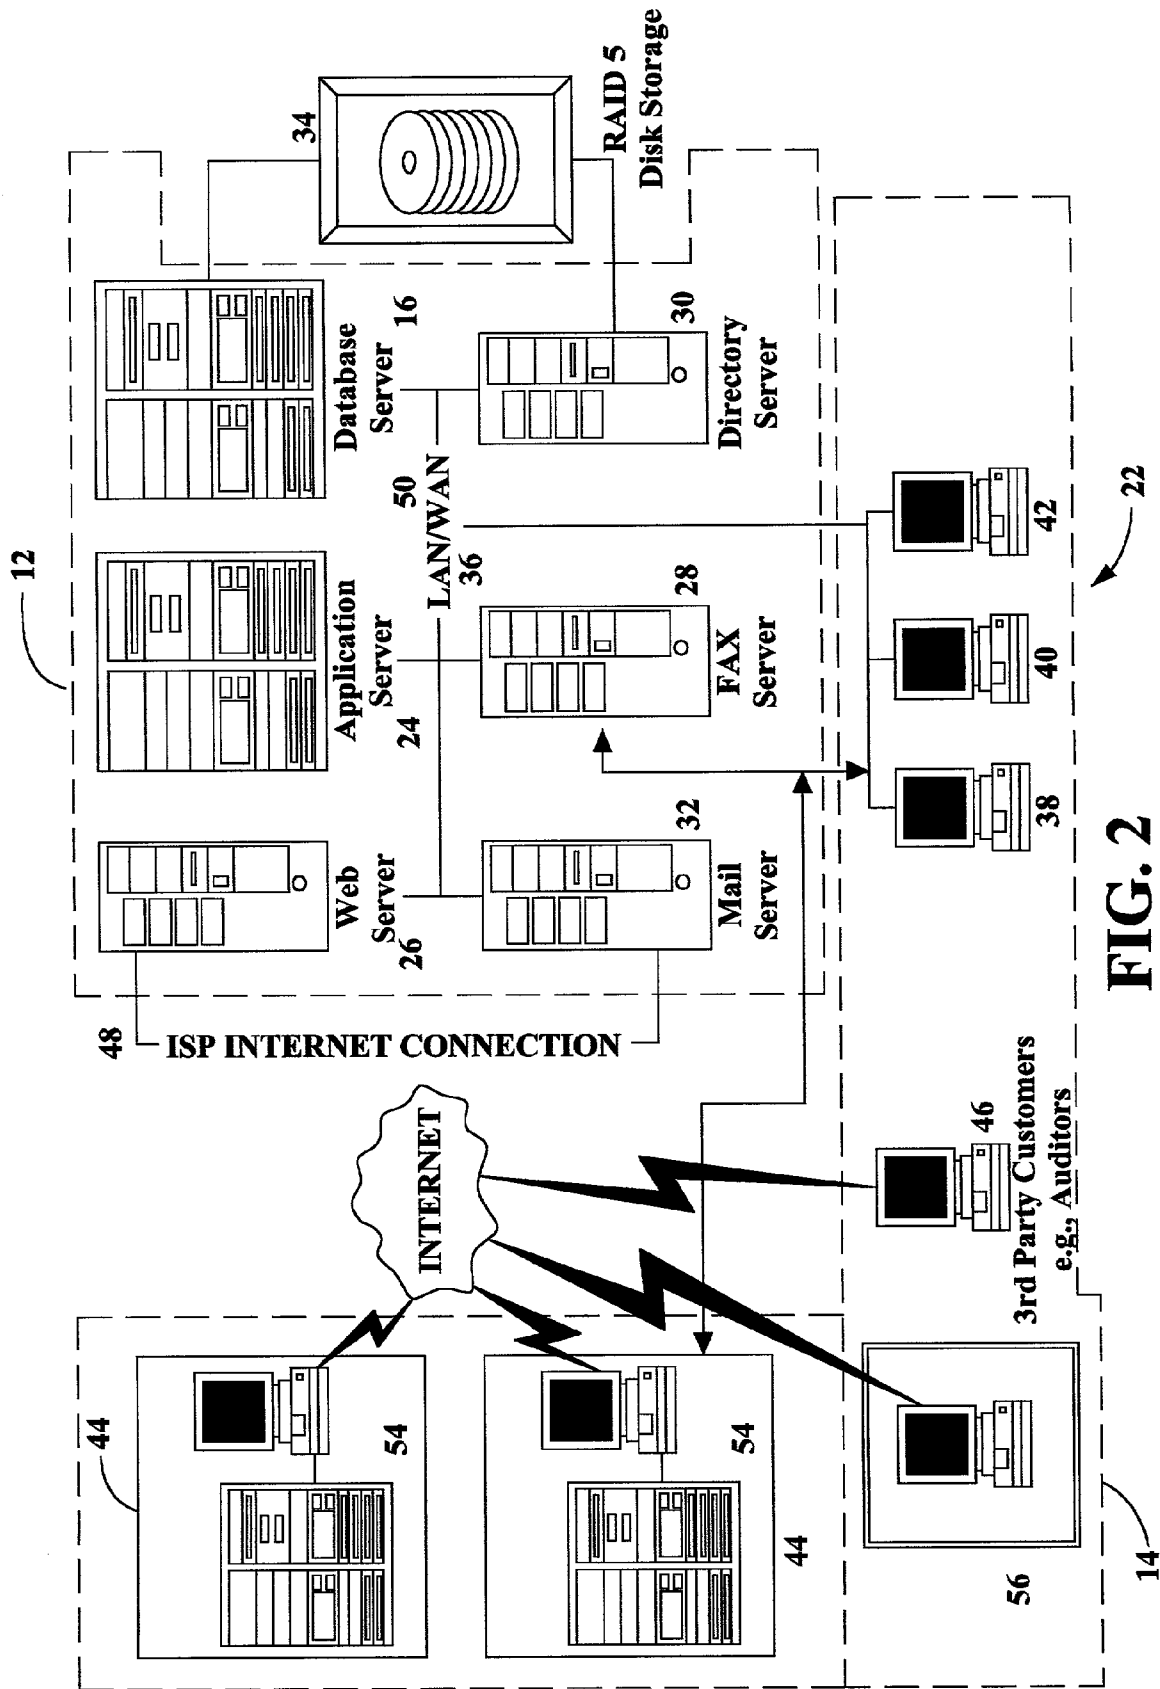 12
48
ISP INTERNET CONNECTION
Web
Server
26
Application
Server
24
Database
Server
16
34
RAID 5
Disk Storage
LAN/WAN
50
36
Mail
Server
32
FAX
Server
28
Directory
Server
30
INTERNET
44
54
54
44
56
14
46
3rd Party Customers
e.g., Auditors
38
40
42
22
FIG. 2